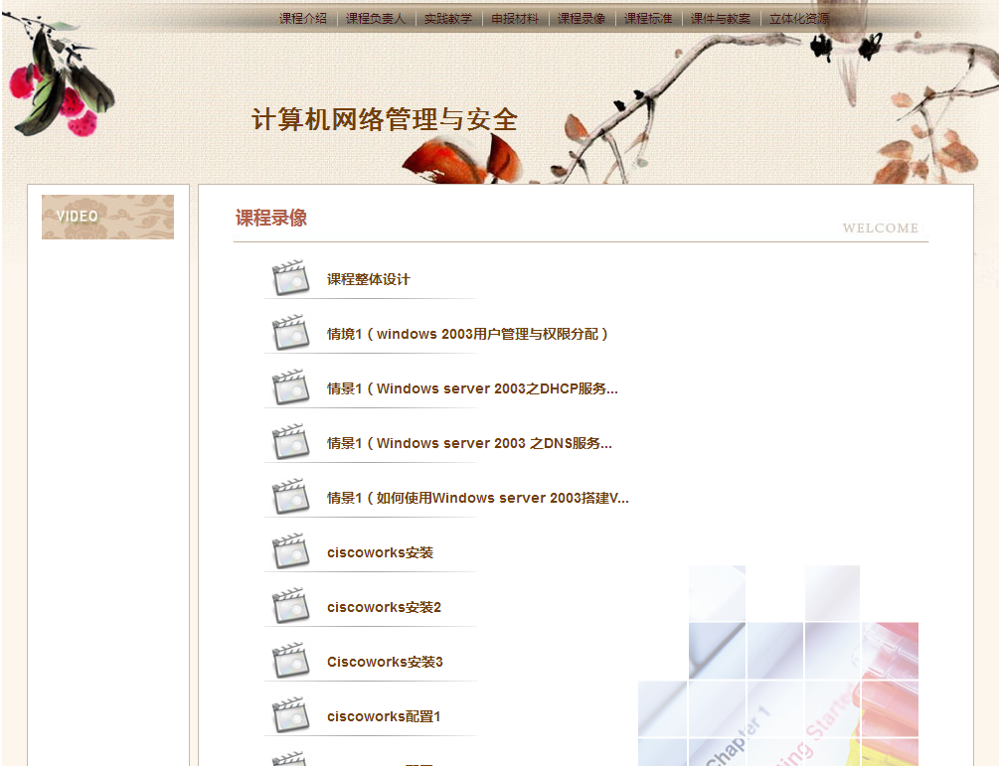 课程介绍 课程负责人 实践教学 申报材料 课程录像 课程标准 课件与教案 立体化资源
计算机网络管理与安全
VIDEO
课程录像
WELCOME
课程整体设计
情境1（windows 2003用户管理与权限分配）
情景1（Windows server 2003之DHCP服务...
情景1（Windows server 2003 之DNS服务...
情景1（如何使用Windows server 2003搭建V...
ciscoworks安装
ciscoworks安装2
Ciscoworks安装3
ciscoworks配置1
Chapter 1
ing Starte